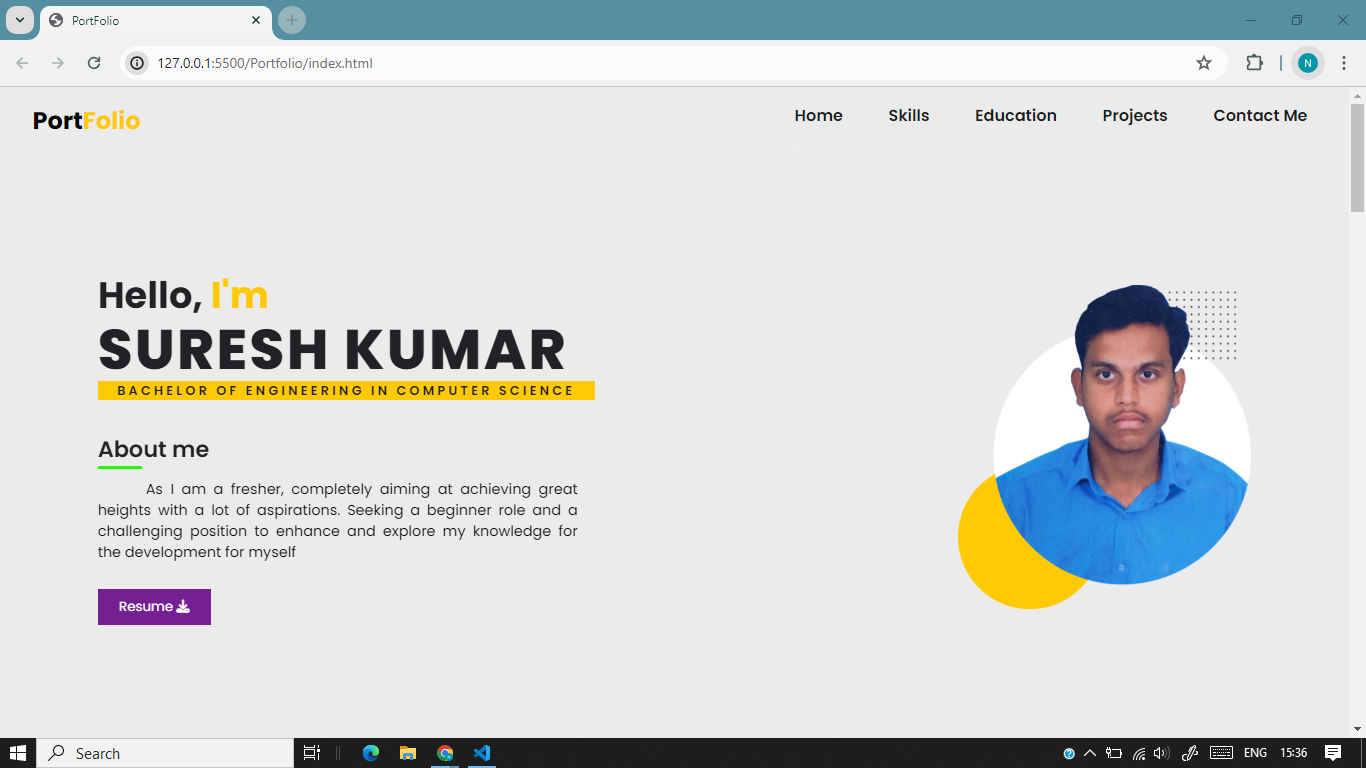 PortFolio
127.0.0.1:5500/Portfolio/index.html
N
PortFolio
Home Skills Education Projects Contact Me
Hello, I'm
SURESH KUMAR
BACHELOR OF ENGINEERING IN COMPUTER SCIENCE
About me
As I am a fresher, completely aiming at achieving great
heights with a lot of aspirations. Seeking a beginner role and a
challenging position to enhance and explore my knowledge for
the development for myself
Resume
Search
ENG 15:36